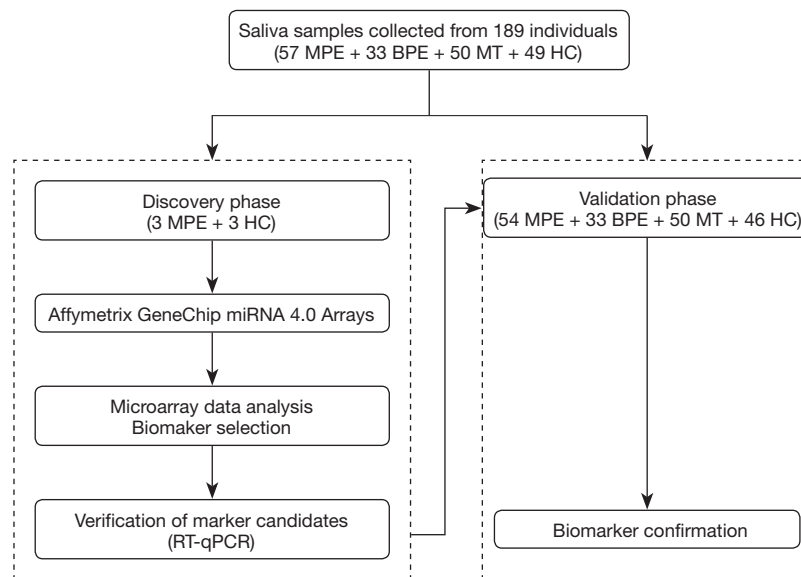 Saliva samples collected from 189 individuals
(57 MPE + 33 BPE + 50 MT + 49 HC)
Discovery phase
(3 MPE + 3 HC)
Affymetrix GeneChip miRNA 4.0 Arrays
Microarray data analysis
Biomaker selection
Verification of marker candidates
(RT-qPCR)
Validation phase
(54 MPE + 33 BPE + 50 MT + 46 HC)
Biomarker confirmation